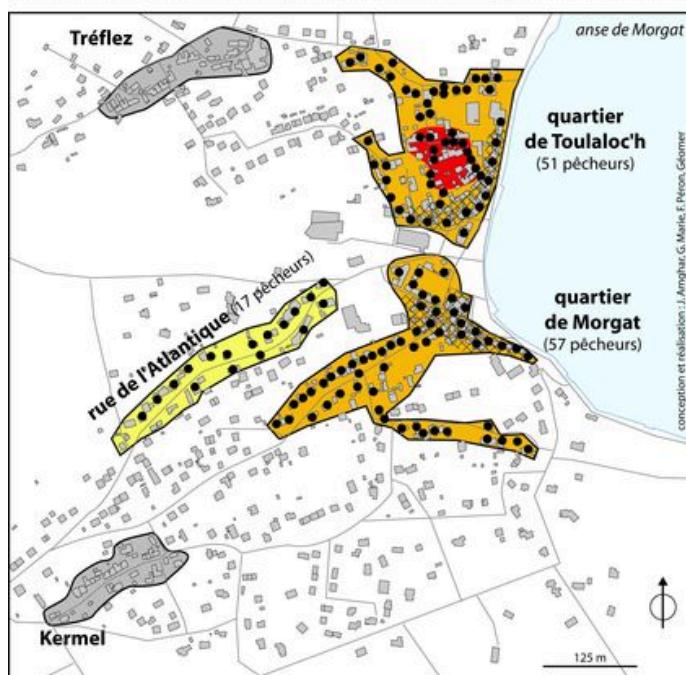 Tréflez
anse de Morgat
quartier
de Toulaloc'h
(51 pêcheurs)
rue de l'Atlantique (17 pêcheurs)
quartier
de Morgat
(57 pêcheurs)
conception et réalisation : J. Amghar, G. Marie, F. Péron, Géomer
Kermel
125 m